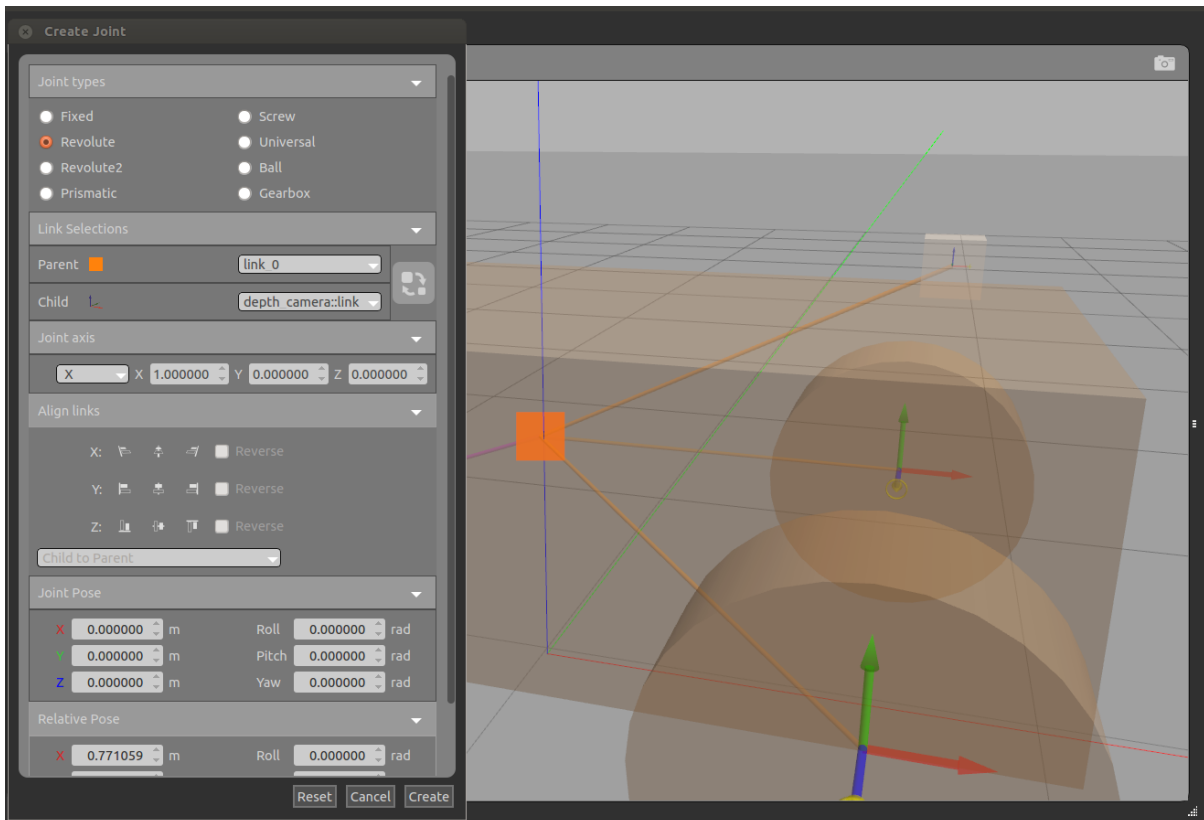 Create Joint
Joint types
Fixed Screw
Revolute Universal
Revolute2 Ball
Prismatic Gearbox
Link Selections
Parent link_0
Child depth_camera::link
Joint axis
X X 1.000000 Y 0.000000 Z 0.000000
Align links
X: Reverse
Y: Reverse
Z: Reverse
Child to Parent
Joint Pose
X 0.000000 m Roll 0.000000 rad
Y 0.000000 m Pitch 0.000000 rad
Z 0.000000 m Yaw 0.000000 rad
Relative Pose
X 0.771059 m Roll 0.000000 rad
Reset Cancel Create